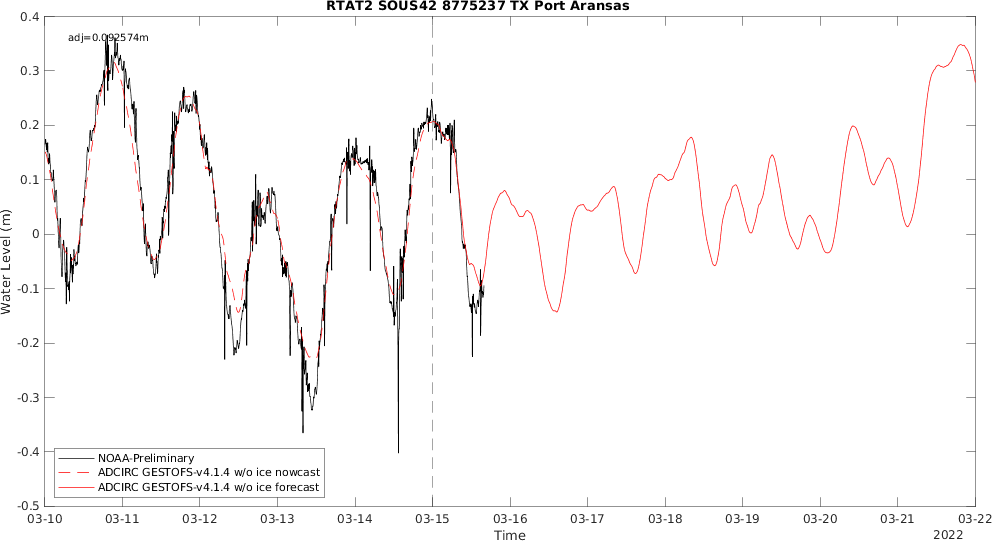 RTAT2 SOUS42 8775237 TX Port Aransas
adj=0.092574m
0.4
0.3
0.2
0.1
0
-0.1
-0.2
-0.3
-0.4
-0.5
Water Level (m)
NOAA-Preliminary
ADCIRC GESTOFS-v4.1.4 w/o ice nowcast
ADCIRC GESTOFS-v4.1.4 w/o ice forecast
03-10 03-11 03-12 03-13 03-14 03-15 03-16 03-17 03-18 03-19 03-20 03-21 03-22
Time
2022